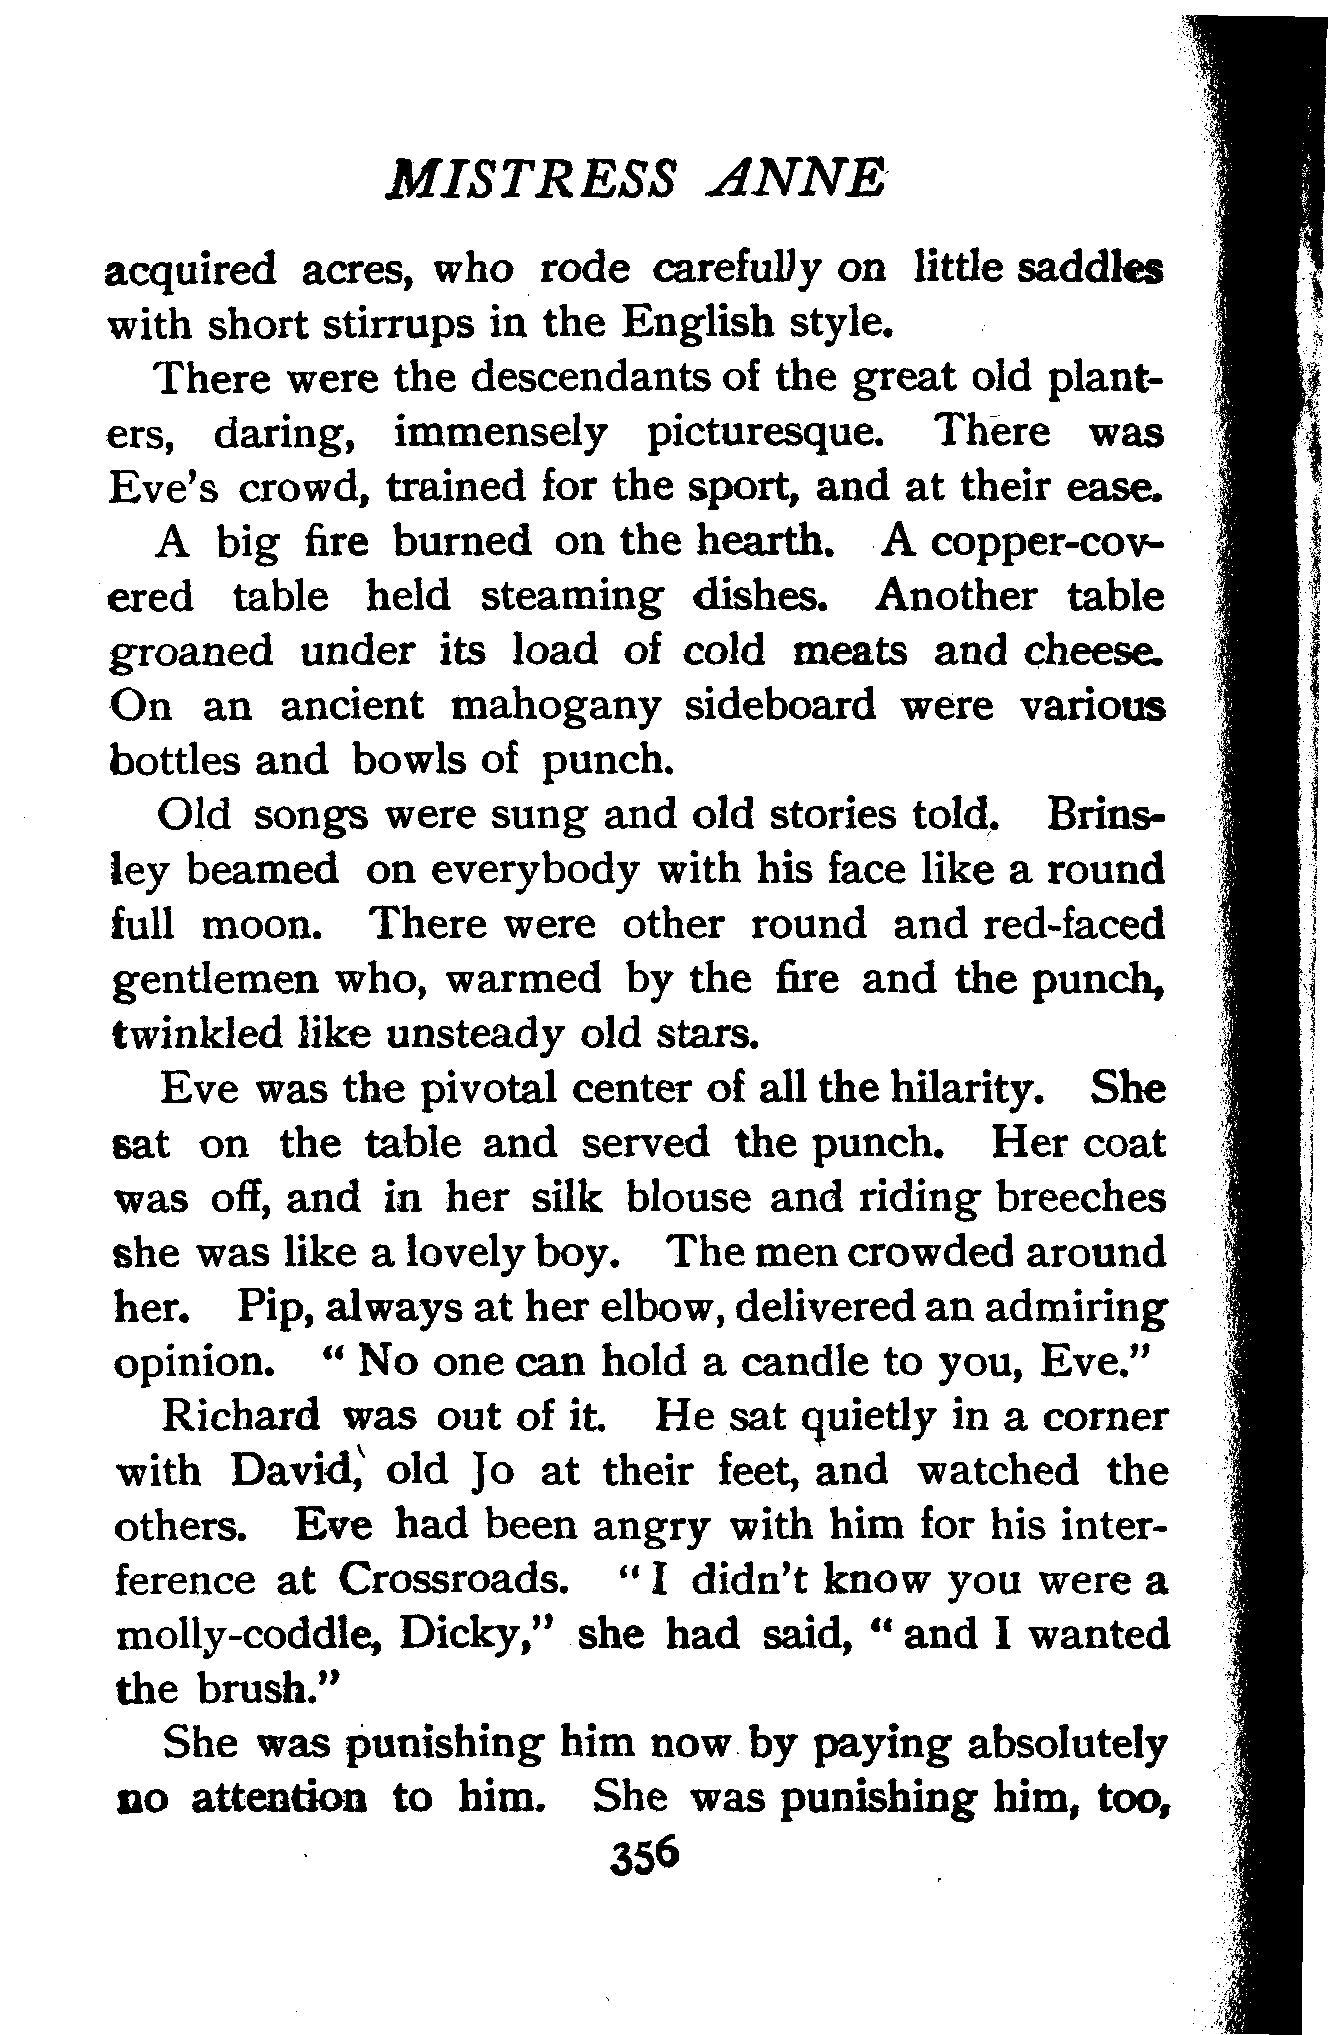 MISTRESS ANNE
acquired acres, who rode carefully on little saddles
with short stirrups in the English style.
There were the descendants of the great old plant-
ers, daring, immensely picturesque. There was
Eve's crowd, trained for the sport, and at their ease.
A big fire burned on the hearth. A copper-cov-
ered table held steaming dishes. Another table
groaned under its load of cold meats and cheese.
On an ancient mahogany sideboard were various
bottles and bowls of punch.
Old songs were sung and old stories told. Brins-
ley beamed on everybody with his face like a round
full moon. There were other round and red-faced
gentlemen who, warmed by the fire and the punch,
twinkled like unsteady old stars.
Eve was the pivotal center of all the hilarity. She
sat on the table and served the punch. Her coat
was off, and in her silk blouse and riding breeches
she was like a lovely boy. The men crowded around
her. Pip, always at her elbow, delivered an admiring
opinion. " No one can hold a candle to you, Eve."
Richard was out of it. He sat quietly in a corner
with David, old Jo at their feet, and watched the
others. Eve had been angry with him for his inter-
ference at Crossroads. " I didn't know you were a
molly-coddle, Dicky," she had said, " and I wanted
the brush."
She was punishing him now by paying absolutely
no attention to him. She was punishing him, too,
356